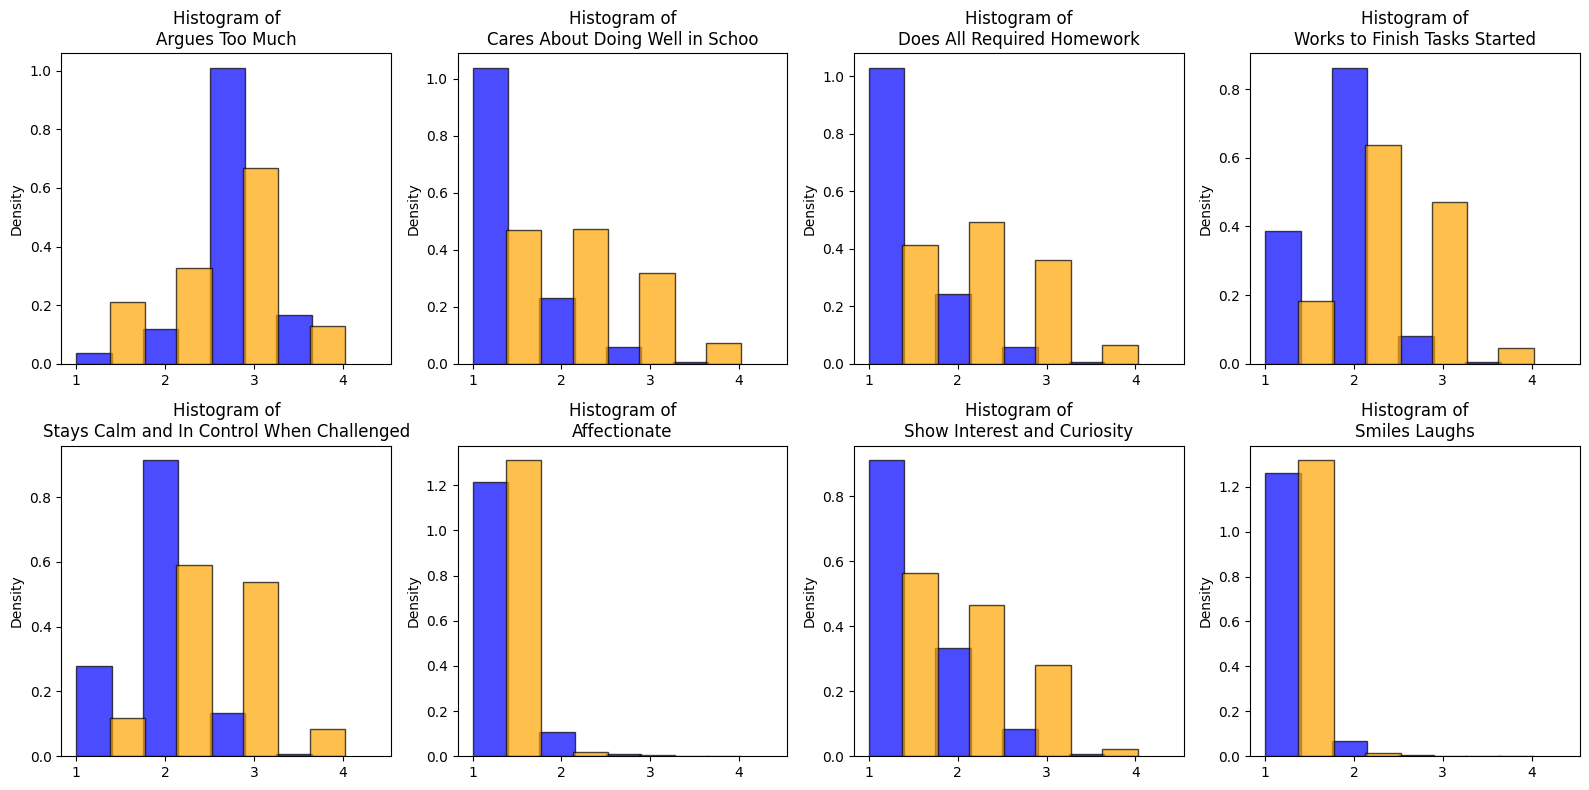 Histogram of
Argues Too Much
Histogram of
Cares About Doing Well in Schoo
Histogram of
Does All Required Homework
Histogram of
Works to Finish Tasks Started
Density
1.0
0.8
0.6
0.4
0.2
0.0
1 2 3 4
Density
1.0
0.8
0.6
0.4
0.2
0.0
1 2 3 4
Density
1.0
0.8
0.6
0.4
0.2
0.0
1 2 3 4
Density
0.8
0.6
0.4
0.2
0.0
1 2 3 4
Histogram of
Stays Calm and In Control When Challenged
Histogram of
Affectionate
Histogram of
Show Interest and Curiosity
Histogram of
Smiles Laughs
Density
0.8
0.6
0.4
0.2
0.0
1 2 3 4
Density
1.2
1.0
0.8
0.6
0.4
0.2
0.0
1 2 3 4
Density
0.8
0.6
0.4
0.2
0.0
1 2 3 4
Density
1.2
1.0
0.8
0.6
0.4
0.2
0.0
1 2 3 4